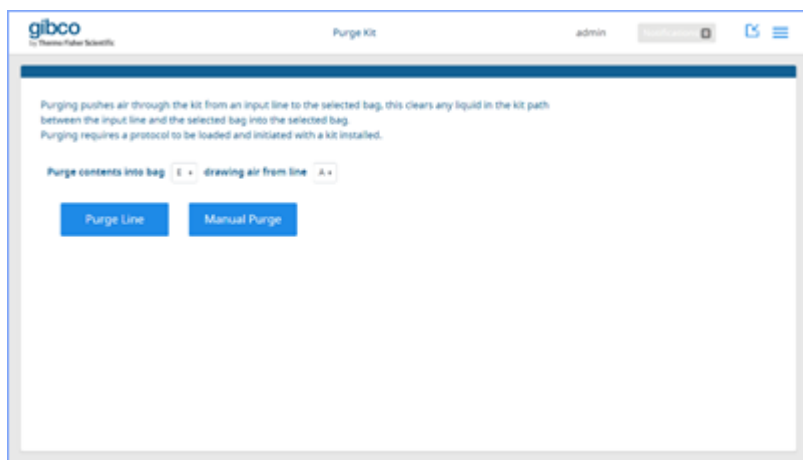 gibco
by Thermo Fisher Scientific
Purge Kit
admin
Purging pushes air through the kit from an input line to the selected bag, this clears any liquid in the kit path
between the input line and the selected bag into the selected bag.
Purging requires a protocol to be loaded and initiated with a kit installed.
Purge contents into bag E drawing air from line A
Purge Line
Manual Purge